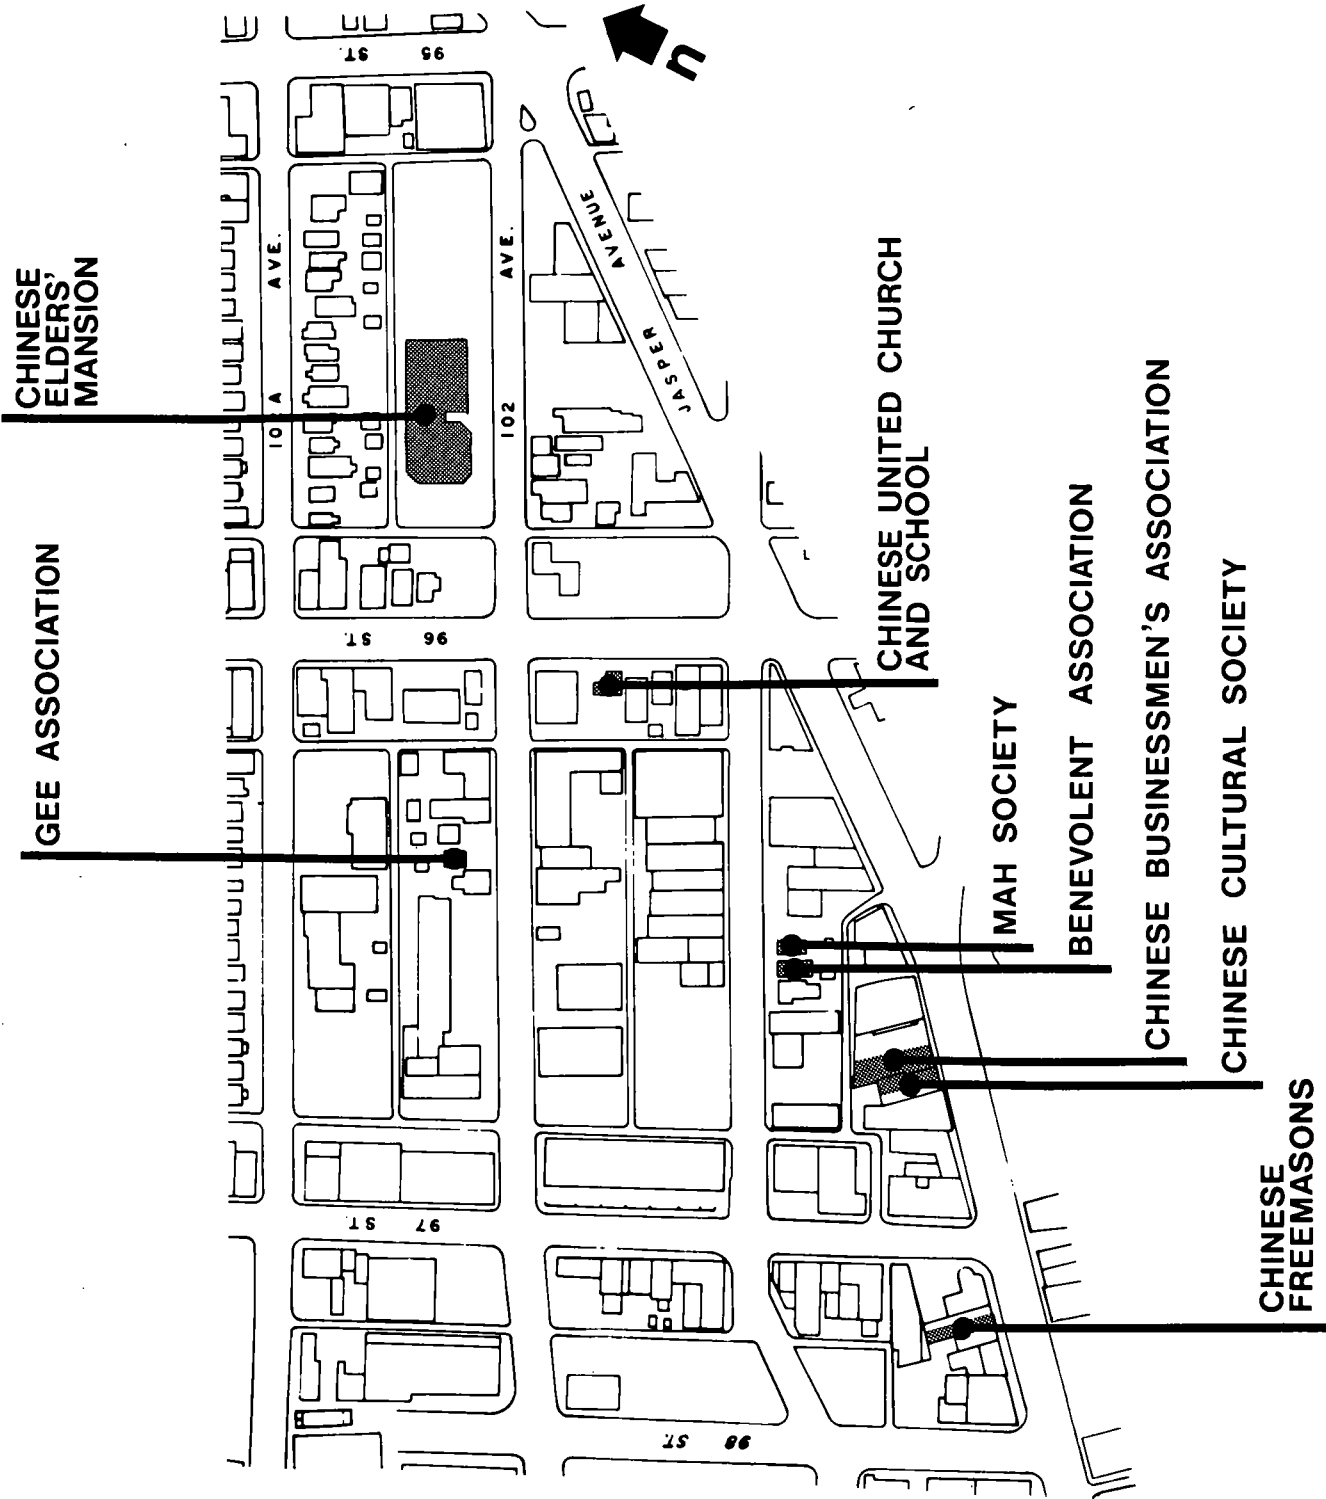 95 ST.
n
CHINESE
ELDERS'
MANSION
102A AVE.
102 AVE.
JASPER AVENUE
GEE ASSOCIATION
96 ST.
CHINESE UNITED CHURCH
AND SCHOOL
MAH SOCIETY
BENEVOLENT ASSOCIATION
CHINESE BUSINESSMEN'S ASSOCIATION
CHINESE CULTURAL SOCIETY
97 ST.
CHINESE
FREEMASONS
98 ST.